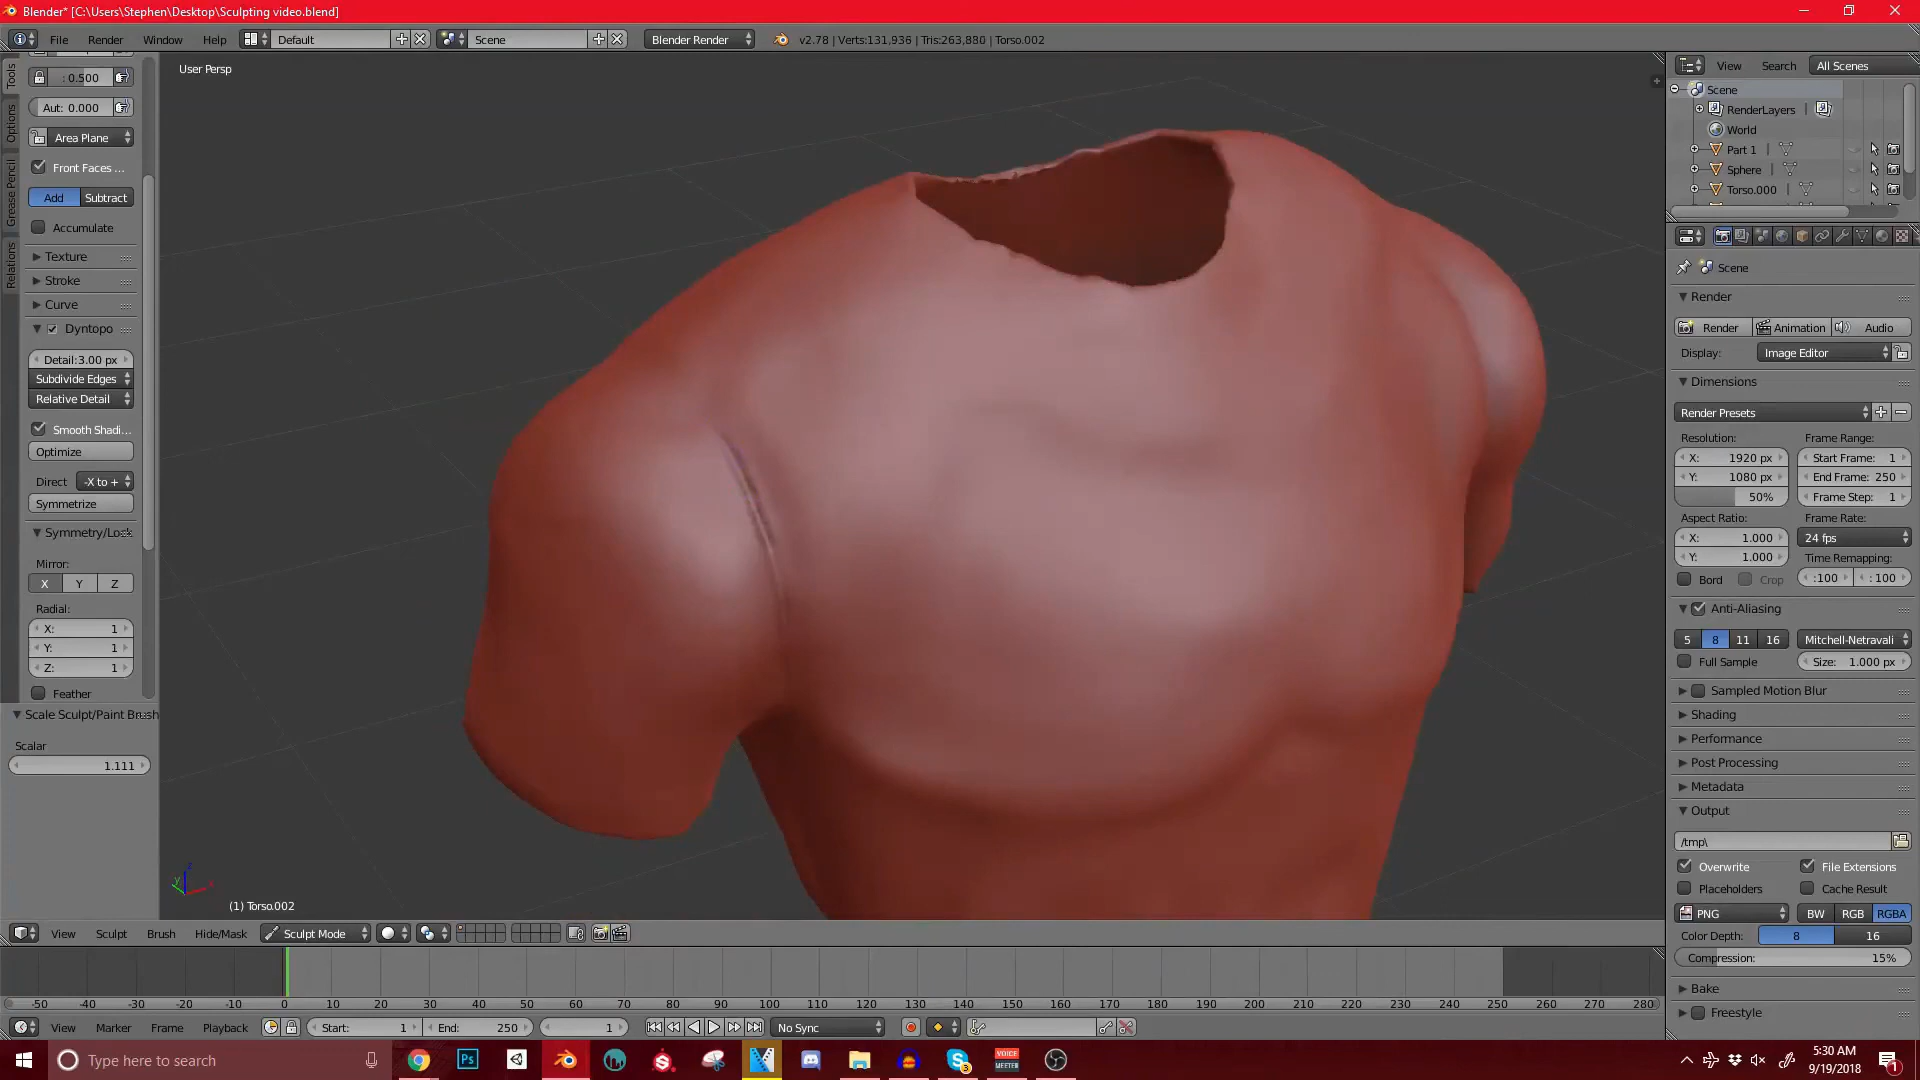 Blender* [C:\Users\Stephen\Desktop\Sculpting video.blend]
File Render Window Help Default Scene Blender Render v2.78 | Verts:131,936 | Tris:263,880 | Torso.002
Tools
Options
Grease Pencil
Relations
: 0.500
Aut: 0.000
Area Plane
Front Faces ...
Add Subtract
Accumulate
Texture
Stroke
Curve
Dyntopo
Detail:3.00 px
Subdivide Edges
Relative Detail
Smooth Shadi...
Optimize
Direct -X to +
Symmetrize
Symmetry/Lock
Mirror:
X Y Z
Radial:
X: 1
Y: 1
Z: 1
Feather
Scale Sculpt/Paint Brush
Scalar
1.111
User Persp
z
y
x
(1) Torso.002
View Sculpt Brush Hide/Mask Sculpt Mode
-50 -40 -30 -20 -10 0 10 20 30 40 50 60 70 80 90 100 110 120 130 140 150 160 170 180 190 200 210 220 230 240 250 260 270 280
View Marker Frame Playback Start: 1 End: 250 1 No Sync
View Search All Scenes
Scene
RenderLayers |
World
Part 1 |
Sphere |
Torso.000 |
Scene
Render
Render Animation Audio
Display: Image Editor
Dimensions
Render Presets
Resolution: Frame Range:
X: 1920 px Start Frame: 1
Y: 1080 px End Frame: 250
50% Frame Step: 1
Aspect Ratio: Frame Rate:
X: 1.000 24 fps
Y: 1.000 Time Remapping:
Bord Crop :100 : 100
Anti-Aliasing
5 8 11 16 Mitchell-Netravali
Full Sample Size: 1.000 px
Sampled Motion Blur
Shading
Performance
Post Processing
Metadata
Output
/tmp\
Overwrite File Extensions
Placeholders Cache Result
PNG BW RGB RGBA
Color Depth: 8 16
Compression: 15%
Bake
Freestyle
Type here to search
Ps
3
VOICE
MEETER
5:30 AM
9/19/2018
1